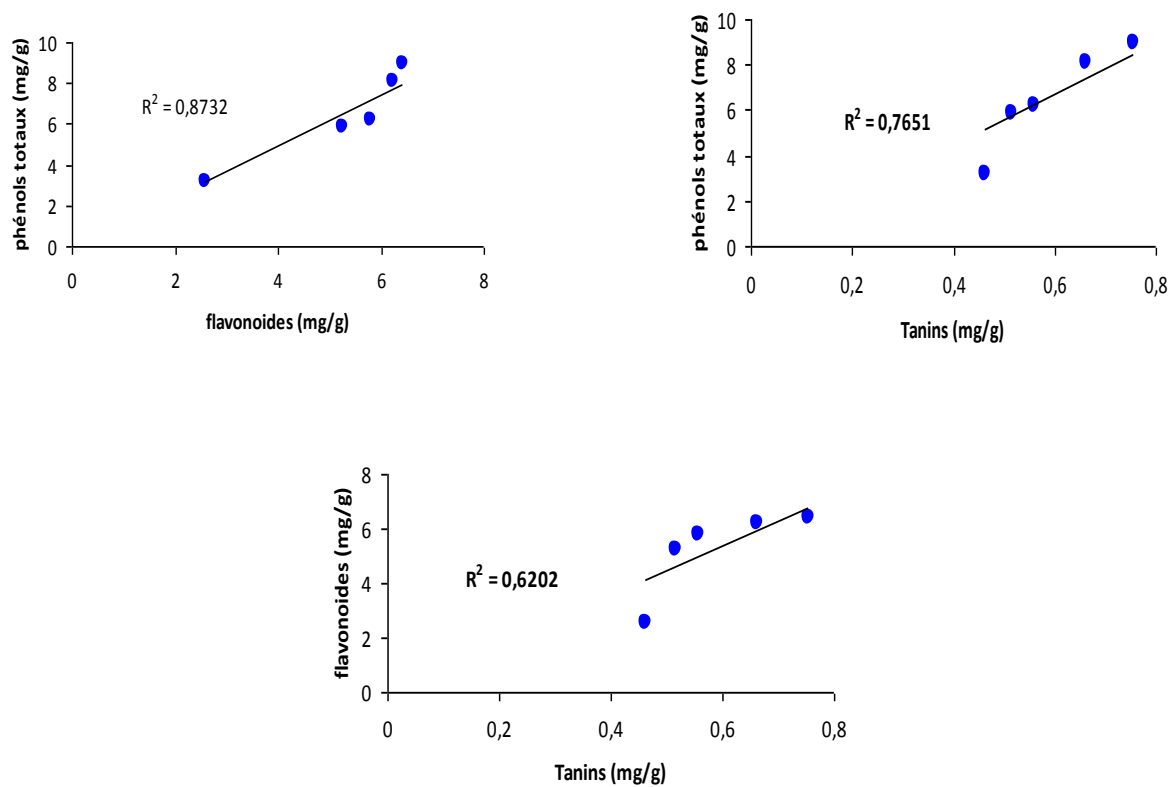 phénols totaux (mg/g)
10
8
6
4
2
0
R² = 0,8732
0 2 4 6 8
flavonoides (mg/g)
phénols totaux (mg/g)
10
8
6
4
2
0
R² = 0,7651
0 0,2 0,4 0,6 0,8
Tanins (mg/g)
flavonoides (mg/g)
8
6
4
2
0
R² = 0,6202
0 0,2 0,4 0,6 0,8
Tanins (mg/g)